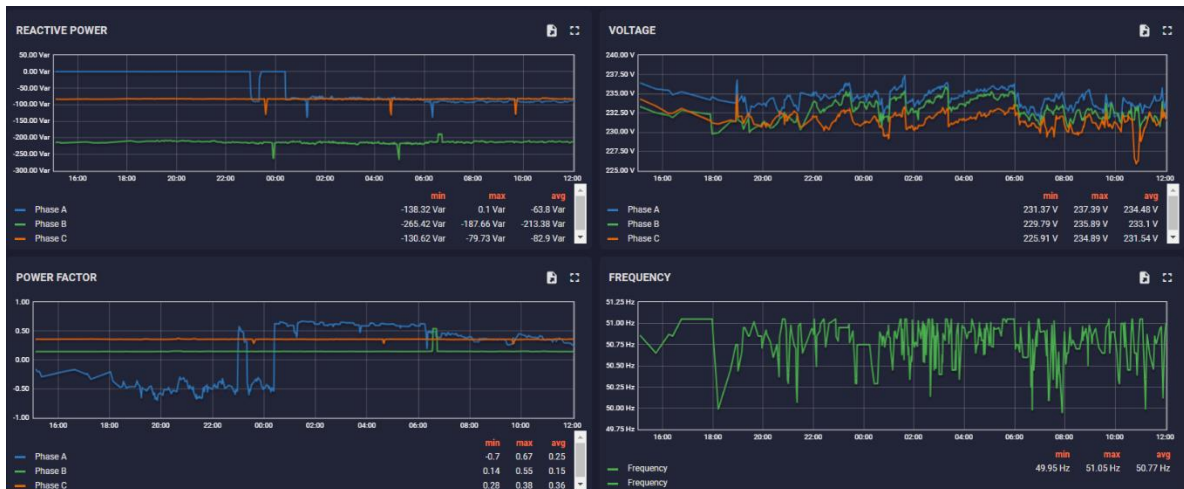 REACTIVE POWER
50.00 Var
0.00 Var
-50.00 Var
-100.00 Var
-150.00 Var
-200.00 Var
-250.00 Var
-300.00 Var
16:00 18:00 20:00 22:00 00:00 02:00 04:00 06:00 08:00 10:00 12:00
min max avg
Phase A -138.32 Var 0.1 Var -63.8 Var
Phase B -265.42 Var -187.66 Var -213.38 Var
Phase C -130.62 Var -79.73 Var -82.9 Var
VOLTAGE
240.00 V
237.50 V
235.00 V
232.50 V
230.00 V
227.50 V
225.00 V
16:00 18:00 20:00 22:00 00:00 02:00 04:00 06:00 08:00 10:00 12:00
min max avg
Phase A 231.37 V 237.39 V 234.48 V
Phase B 229.79 V 235.89 V 233.1 V
Phase C 225.91 V 234.89 V 231.54 V
POWER FACTOR
1.00
0.50
0.00
-0.50
-1.00
16:00 18:00 20:00 22:00 00:00 02:00 04:00 06:00 08:00 10:00 12:00
min max avg
Phase A -0.7 0.67 0.25
Phase B 0.14 0.55 0.15
Phase C 0.28 0.38 0.36
FREQUENCY
51.25 Hz
51.00 Hz
50.75 Hz
50.50 Hz
50.25 Hz
50.00 Hz
49.75 Hz
16:00 18:00 20:00 22:00 00:00 02:00 04:00 06:00 08:00 10:00 12:00
min max avg
Frequency 49.95 Hz 51.05 Hz 50.77 Hz
Frequency